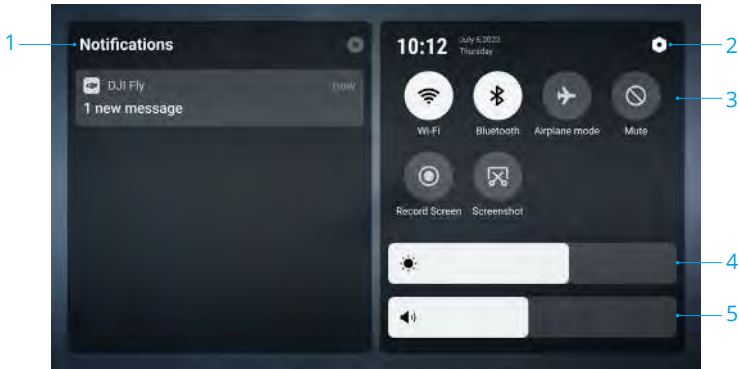 1
Notifications
DJI Fly
now
1 new message
10:12
July 6,2023
Thursday
2
Wi-Fi
Bluetooth
Airplane mode
Mute
3
Record Screen
Screenshot
4
5